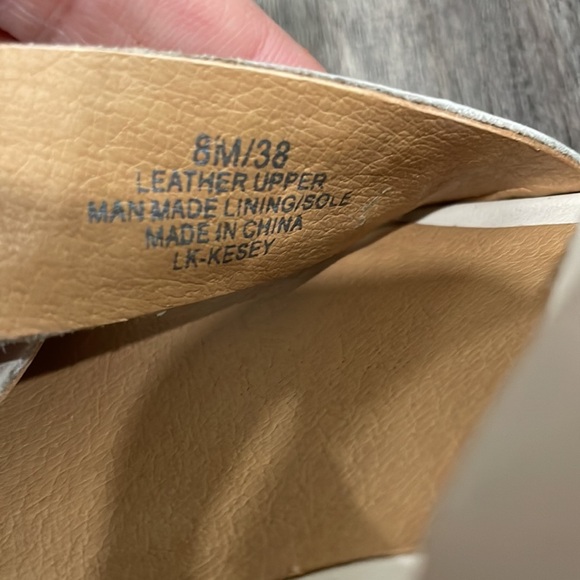 8M/38
LEATHER UPPER
MAN MADE LINING/SOLE
MADE IN CHINA
LK-KESEY